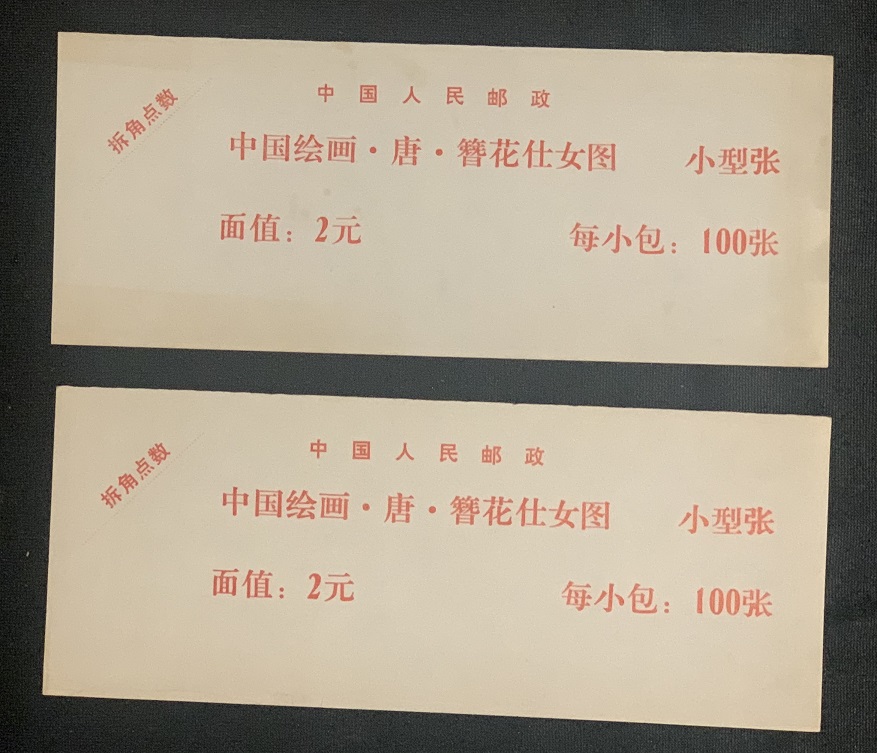 拆角点数
中国人民邮政
中国绘画·唐·簪花仕女图 小型张
面值：2元 每小包：100张
拆角点数
中国人民邮政
中国绘画·唐·簪花仕女图 小型张
面值：2元 每小包：100张